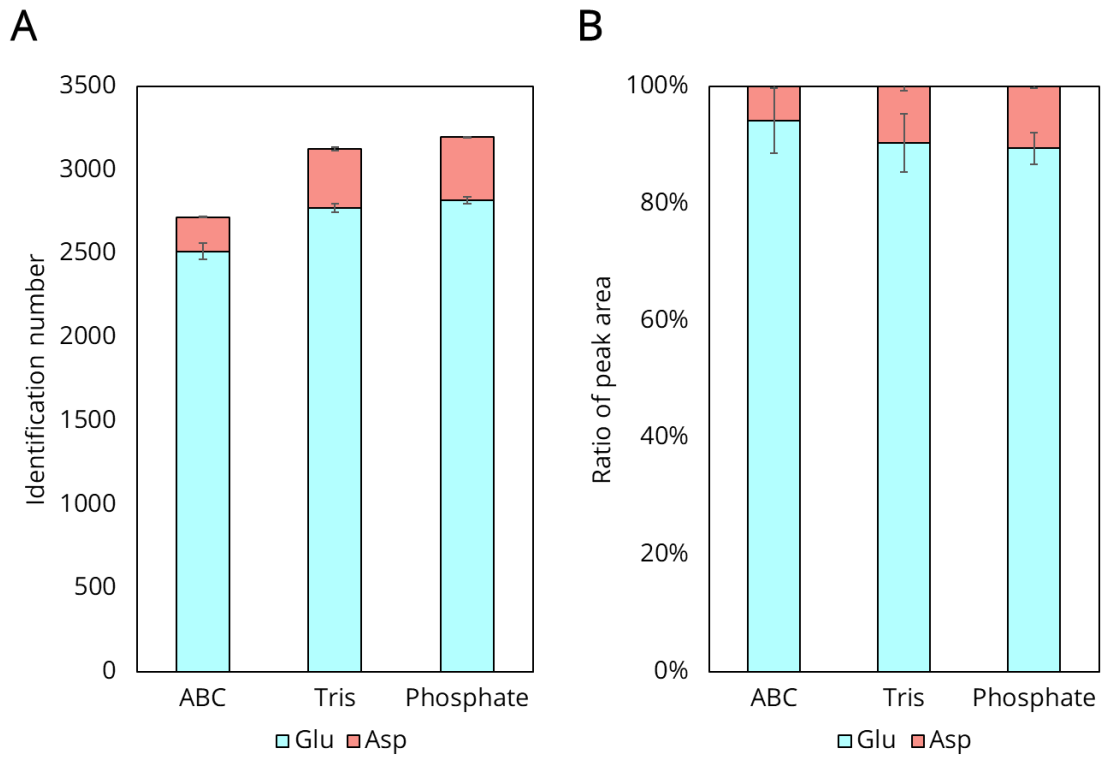 A
Identification number
3500
3000
2500
2000
1500
1000
500
0
ABC Tris Phosphate
Glu Asp
B
Ratio of peak area
100%
80%
60%
40%
20%
0%
ABC Tris Phosphate
Glu Asp